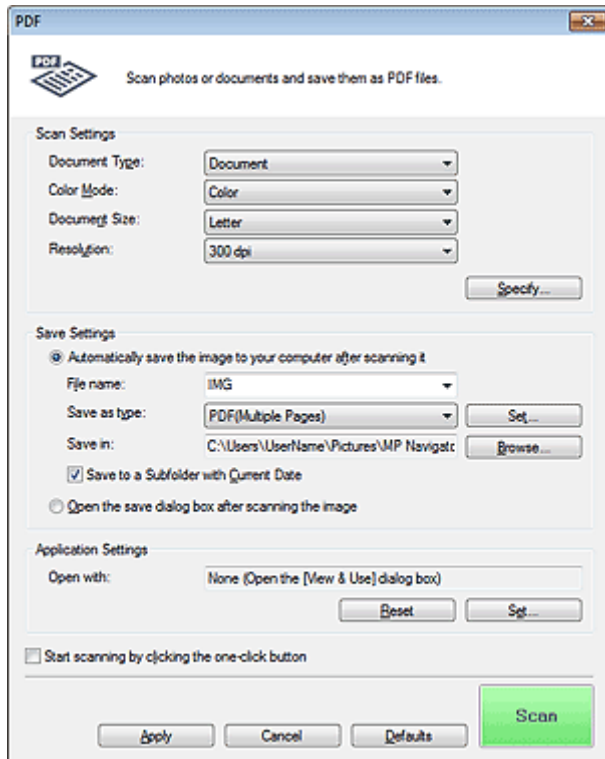 PDF
PDF
Scan photos or documents and save them as PDF files.
Scan Settings
Document Type: Document
Color Mode: Color
Document Size: Letter
Resolution: 300 dpi
Specify...
Save Settings
Automatically save the image to your computer after scanning it
File name: IMG
Save as type: PDF(Multiple Pages) Set...
Save in: C:\Users\UserName\Pictures\MP Navigatc Browse...
Save to a Subfolder with Current Date
Open the save dialog box after scanning the image
Application Settings
Open with: None (Open the [View & Use] dialog box)
Reset Set...
Start scanning by clicking the one-click button
Scan
Apply Cancel Defaults